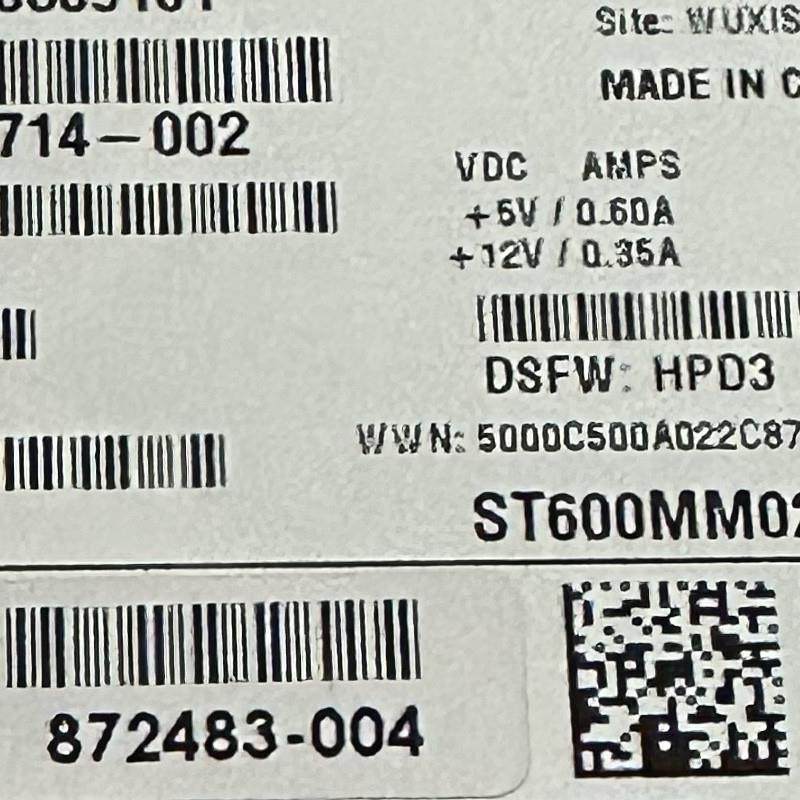 Site: WUXIS
MADE IN C
714-002
VDC AMPS
+5V / 0.60A
+12V / 0.35A
DSFW: HPD3
WWN: 5000C500A022C87
ST600MM02
872483-004